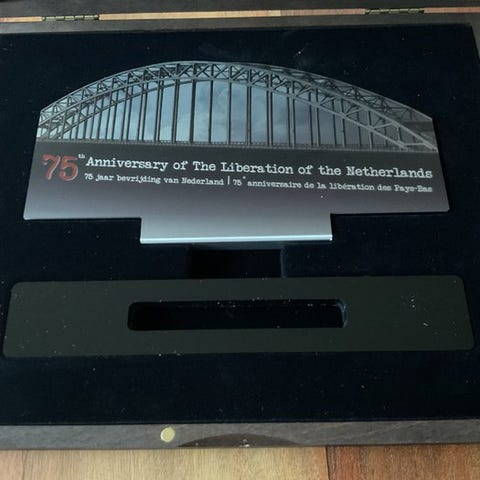 75th Anniversary of The Liberation of the Netherlands
75 jaar bevrijding van Nederland | 75e anniversaire de la libération des Pays-Bas